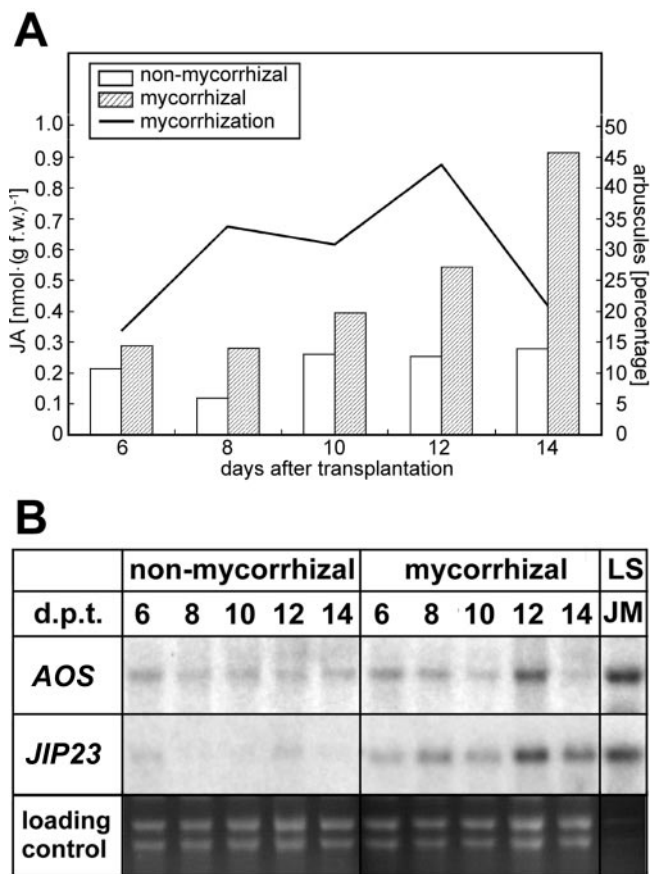 A
non-mycorrhizal
mycorrhizal
mycorrhization
JA [nmol·(g f.w.)⁻¹
1.0
0.9
0.8
0.7
0.6
0.5
0.4
0.3
0.2
0.1
0
arbuscules [percentage]
50
45
40
35
30
25
20
15
10
5
0
6 8 10 12 14
days after transplantation
B
non-mycorrhizal mycorrhizal LS
d.p.t. 6 8 10 12 14 6 8 10 12 14 JM
AOS
JIP23
loading
control